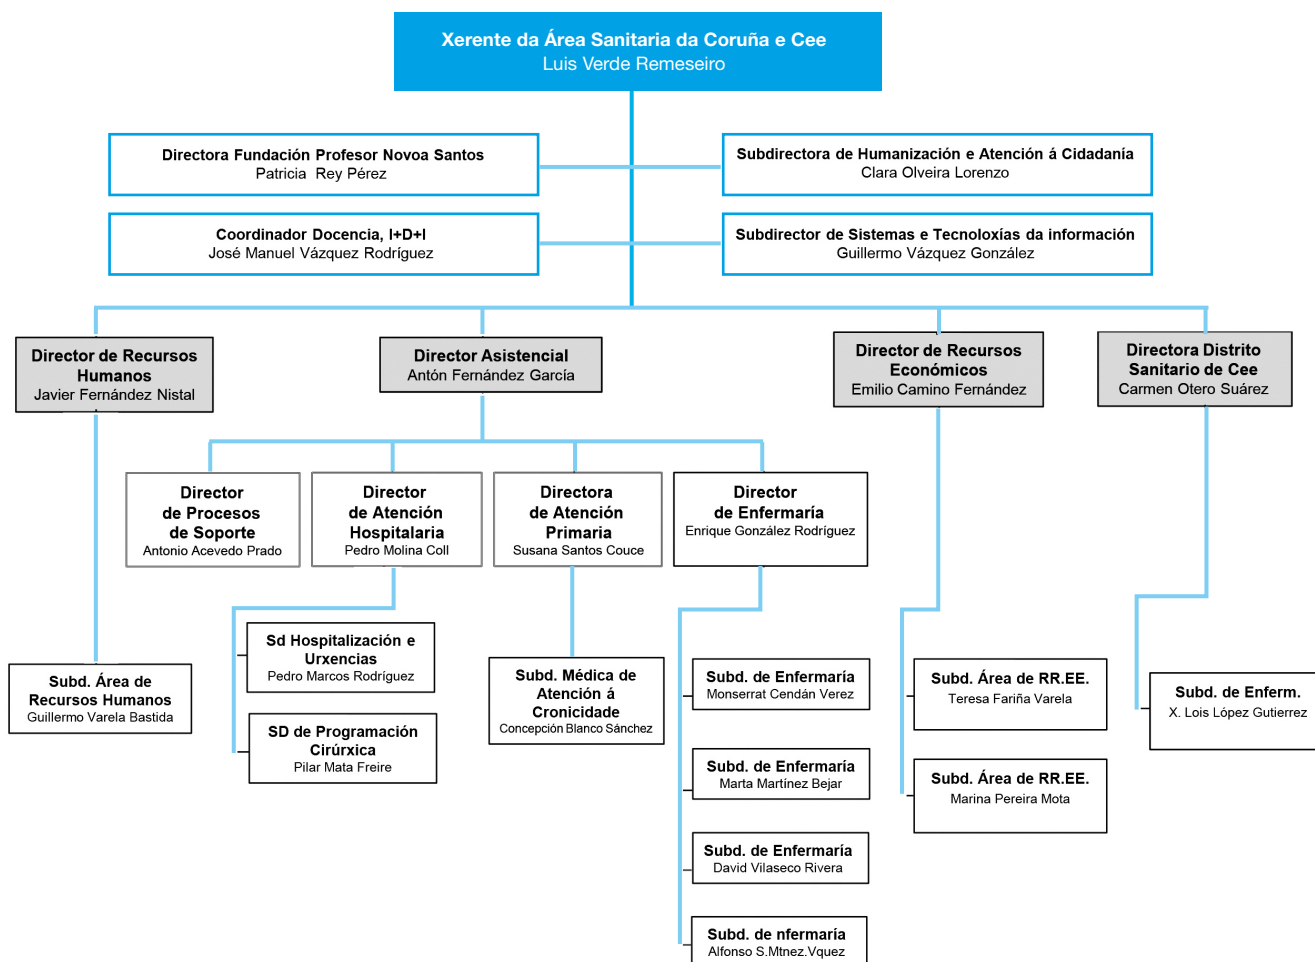 Xerente da Área Sanitaria da Coruña e Cee
Luis Verde Remeseiro
Directora Fundación Profesor Novoa Santos
Patricia Rey Pérez
Subdirectora de Humanización e Atención á Cidadanía
Clara Olveira Lorenzo
Coordinador Docencia, I+D+I
José Manuel Vázquez Rodríguez
Subdirector de Sistemas e Tecnoloxías da información
Guillermo Vázquez González
Director de Recursos
Humanos
Javier Fernández Nistal
Director Asistencial
Antón Fernández García
Director de Recursos
Económicos
Emilio Camino Fernández
Directora Distrito
Sanitario de Cee
Carmen Otero Suárez
Director
de Procesos
de Soporte
Antonio Acevedo Prado
Director
de Atención
Hospitalaria
Pedro Molina Coll
Directora
de Atención
Primaria
Susana Santos Couce
Director
de Enfermaría
Enrique González Rodríguez
Subd. Área de
Recursos Humanos
Guillermo Varela Bastida
Sd Hospitalización e
Urxencias
Pedro Marcos Rodríguez
SD de Programación
Cirúrxica
Pilar Mata Freire
Subd. Médica de
Atención á
Cronicidade
Concepción Blanco Sánchez
Subd. de Enfermaría
Monserrat Cendán Verez
Subd. de Enfermaría
Marta Martínez Bejar
Subd. de Enfermaría
David Vilaseco Rivera
Subd. de nfermaría
Alfonso S.Mtnez.Vquez
Subd. Área de RR.EE.
Teresa Fariña Varela
Subd. Área de RR.EE.
Marina Pereira Mota
Subd. de Enferm.
X. Lois López Gutierrez